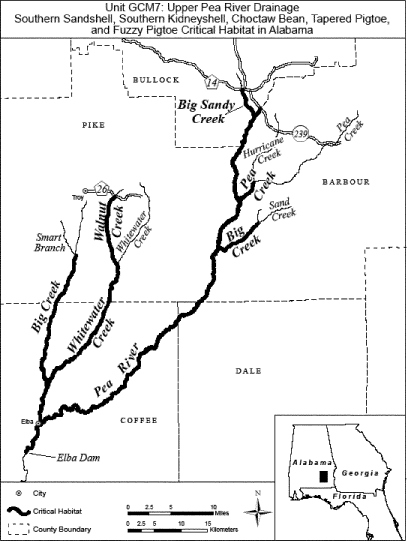 Unit GCM7: Upper Pea River Drainage
Southern Sandshell, Southern Kidneyshell, Choctaw Bean, Tapered Pigtoe,
and Fuzzy Pigtoe Critical Habitat in Alabama
BULLOCK
14
Big Sandy
Creek
PIKE
239
Pea
Creek
Hurricane
Creek
Pea
Creek
BARBOUR
26
Troy
Walnut
Creek
Whitewater
Creek
Sand
Creek
Big
Creek
Smart
Branch
Big Creek
Whitewater
Creek
Pea River
DALE
COFFEE
Elba
Elba Dam
Alabama
Georgia
Florida
City
Critical Habitat
County Boundary
0 2.5 5 10
Miles
0 2.5 5 10 15
Kilometers